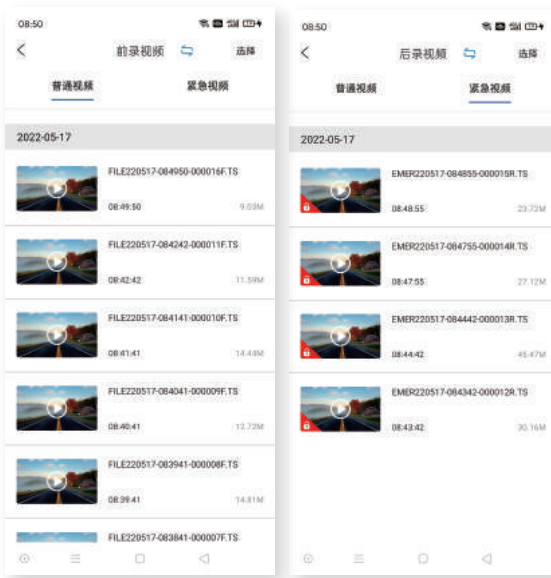 08:50
前录视频
选择
普通视频
紧急视频
2022-05-17
FILE220517-084950-000016F.TS
08:49:50
9.03M
FILE220517-084242-000011F.TS
08:42:42
11.59M
FILE220517-084141-000010F.TS
08:41:41
14.44M
FILE220517-084041-000009F.TS
08:40:41
12.72M
FILE220517-083941-000008F.TS
08:39:41
14.81M
FILE220517-083841-000007F.TS
08:50
后录视频
选择
普通视频
紧急视频
2022-05-17
EMER220517-084855-000015R.TS
08:48:55
23.72M
EMER220517-084755-000014R.TS
08:47:55
27.12M
EMER220517-084442-000013R.TS
08:44:42
45.47M
EMER220517-084342-000012R.TS
08:43:42
30.16M